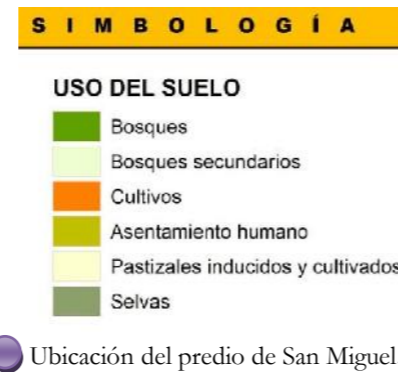 SIMBOLOGÍA
USO DEL SUELO
Bosques
Bosques secundarios
Cultivos
Asentamiento humano
Pastizales inducidos y cultivados
Selvas
Ubicación del predio de San Miguel